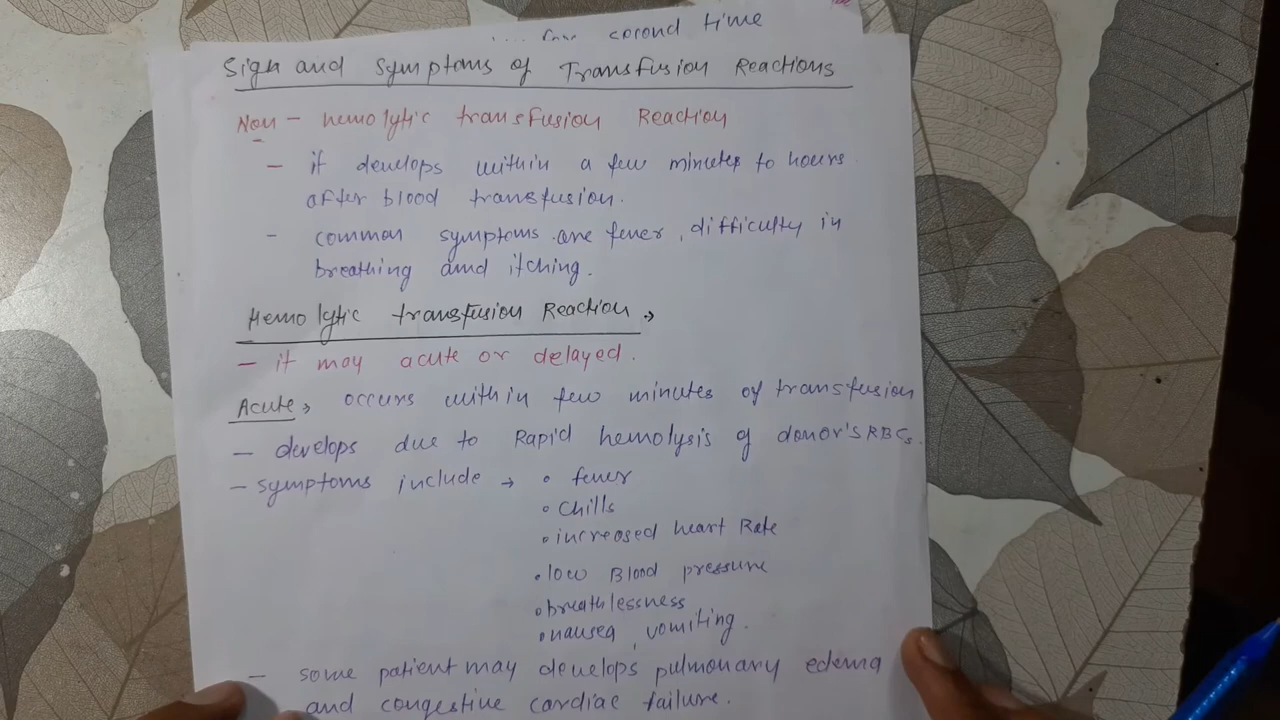 second time
Sign and Symptoms of Transfusion Reactions
Non - hemolytic transfusion Reaction
- it develops within a few minutes to hours
after blood transfusion.
- common symptoms are fever, difficulty in
breathing and itching.
Hemolytic transfusion Reaction →
- it may acute or delayed.
Acute → occurs within few minutes of transfusion
- develops due to Rapid hemolysis of donor's RBCs.
- symptoms include → • fever
• chills
• increased heart Rate
• low Blood pressure
• breathlessness
• nausea, vomiting.
- some patient may develops pulmonary edema
and congestive cardiac failure.